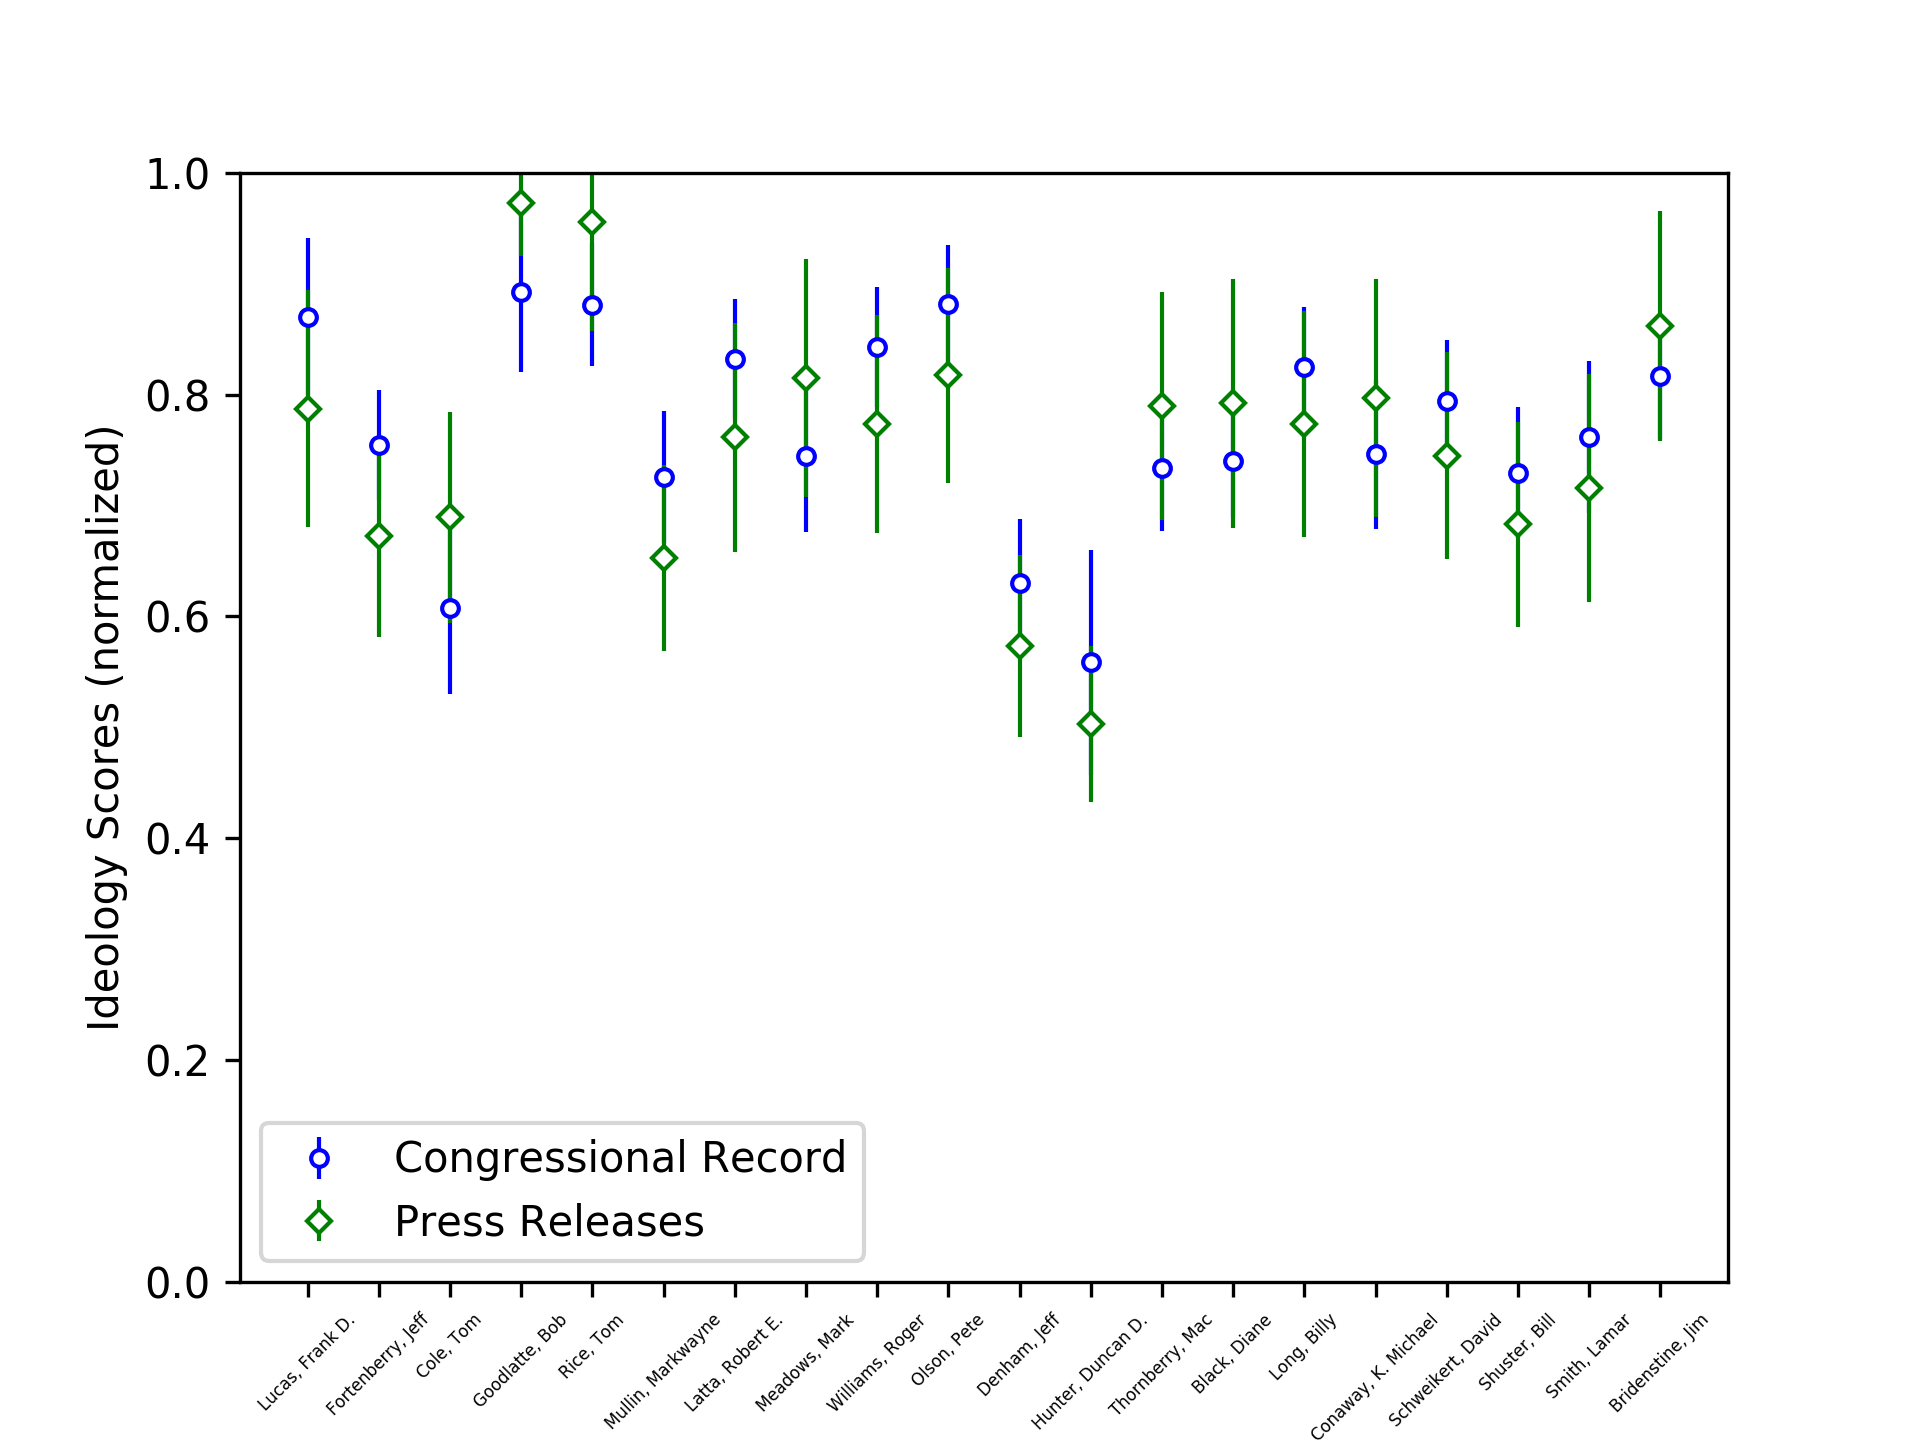 Ideology Scores (normalized)
1.0
0.8
0.6
0.4
0.2
0.0
Congressional Record
Press Releases
Lucas, Frank D.
Fortenberry, Jeff
Cole, Tom
Goodlatte, Bob
Rice, Tom
Mullin, Markwayne
Latta, Robert E.
Meadows, Mark
Williams, Roger
Olson, Pete
Denham, Jeff
Hunter, Duncan D.
Thornberry, Mac
Black, Diane
Long, Billy
Conaway, K. Michael
Schweikert, David
Shuster, Bill
Smith, Lamar
Bridenstine, Jim